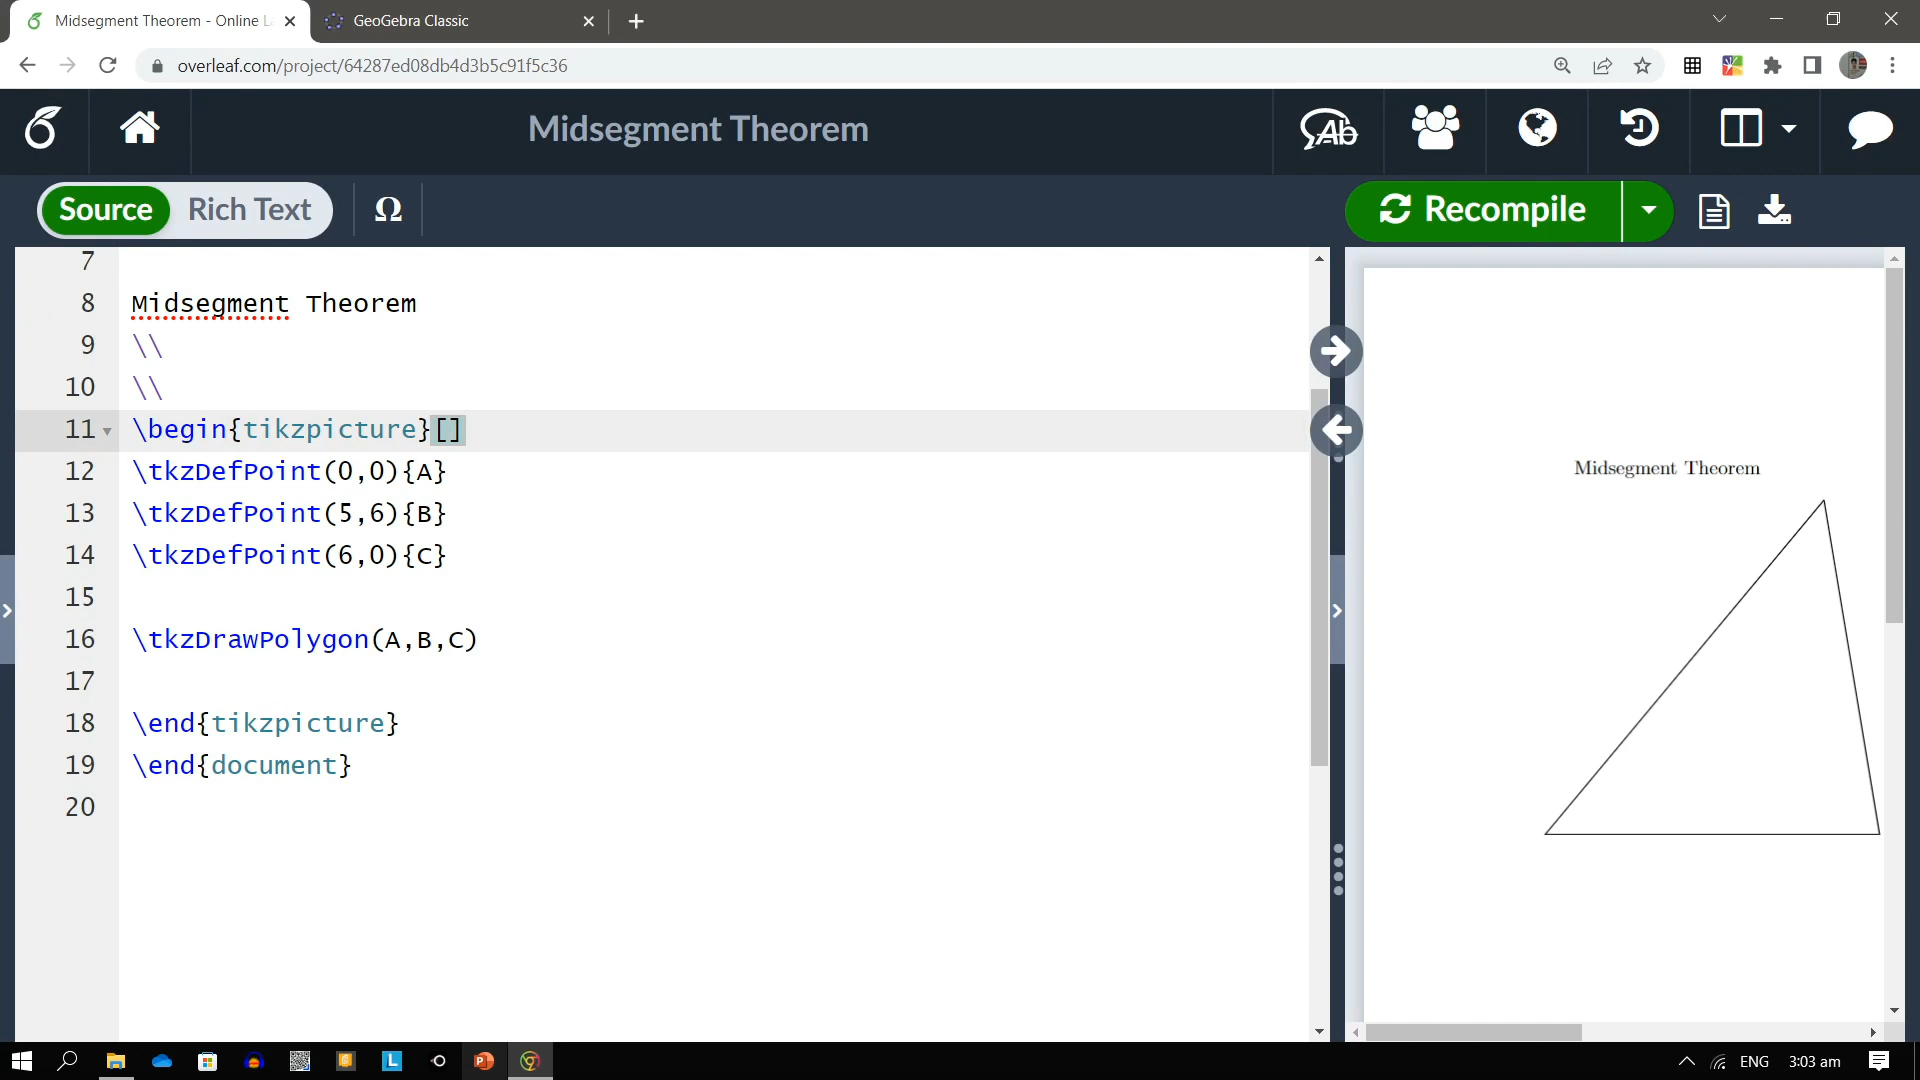 Midsegment Theorem - Online L
GeoGebra Classic
overleaf.com/project/64287ed08db4d3b5c91f5c36
Midsegment Theorem
Source
Rich Text
Ω
Recompile
7
8 Midsegment Theorem
9 \\
10 \\
11 \begin{tikzpicture}[]
12 \tkzDefPoint(0,0){A}
13 \tkzDefPoint(5,6){B}
14 \tkzDefPoint(6,0){C}
15
16 \tkzDrawPolygon(A,B,C)
17
18 \end{tikzpicture}
19 \end{document}
20
Midsegment Theorem
ENG
3:03 am